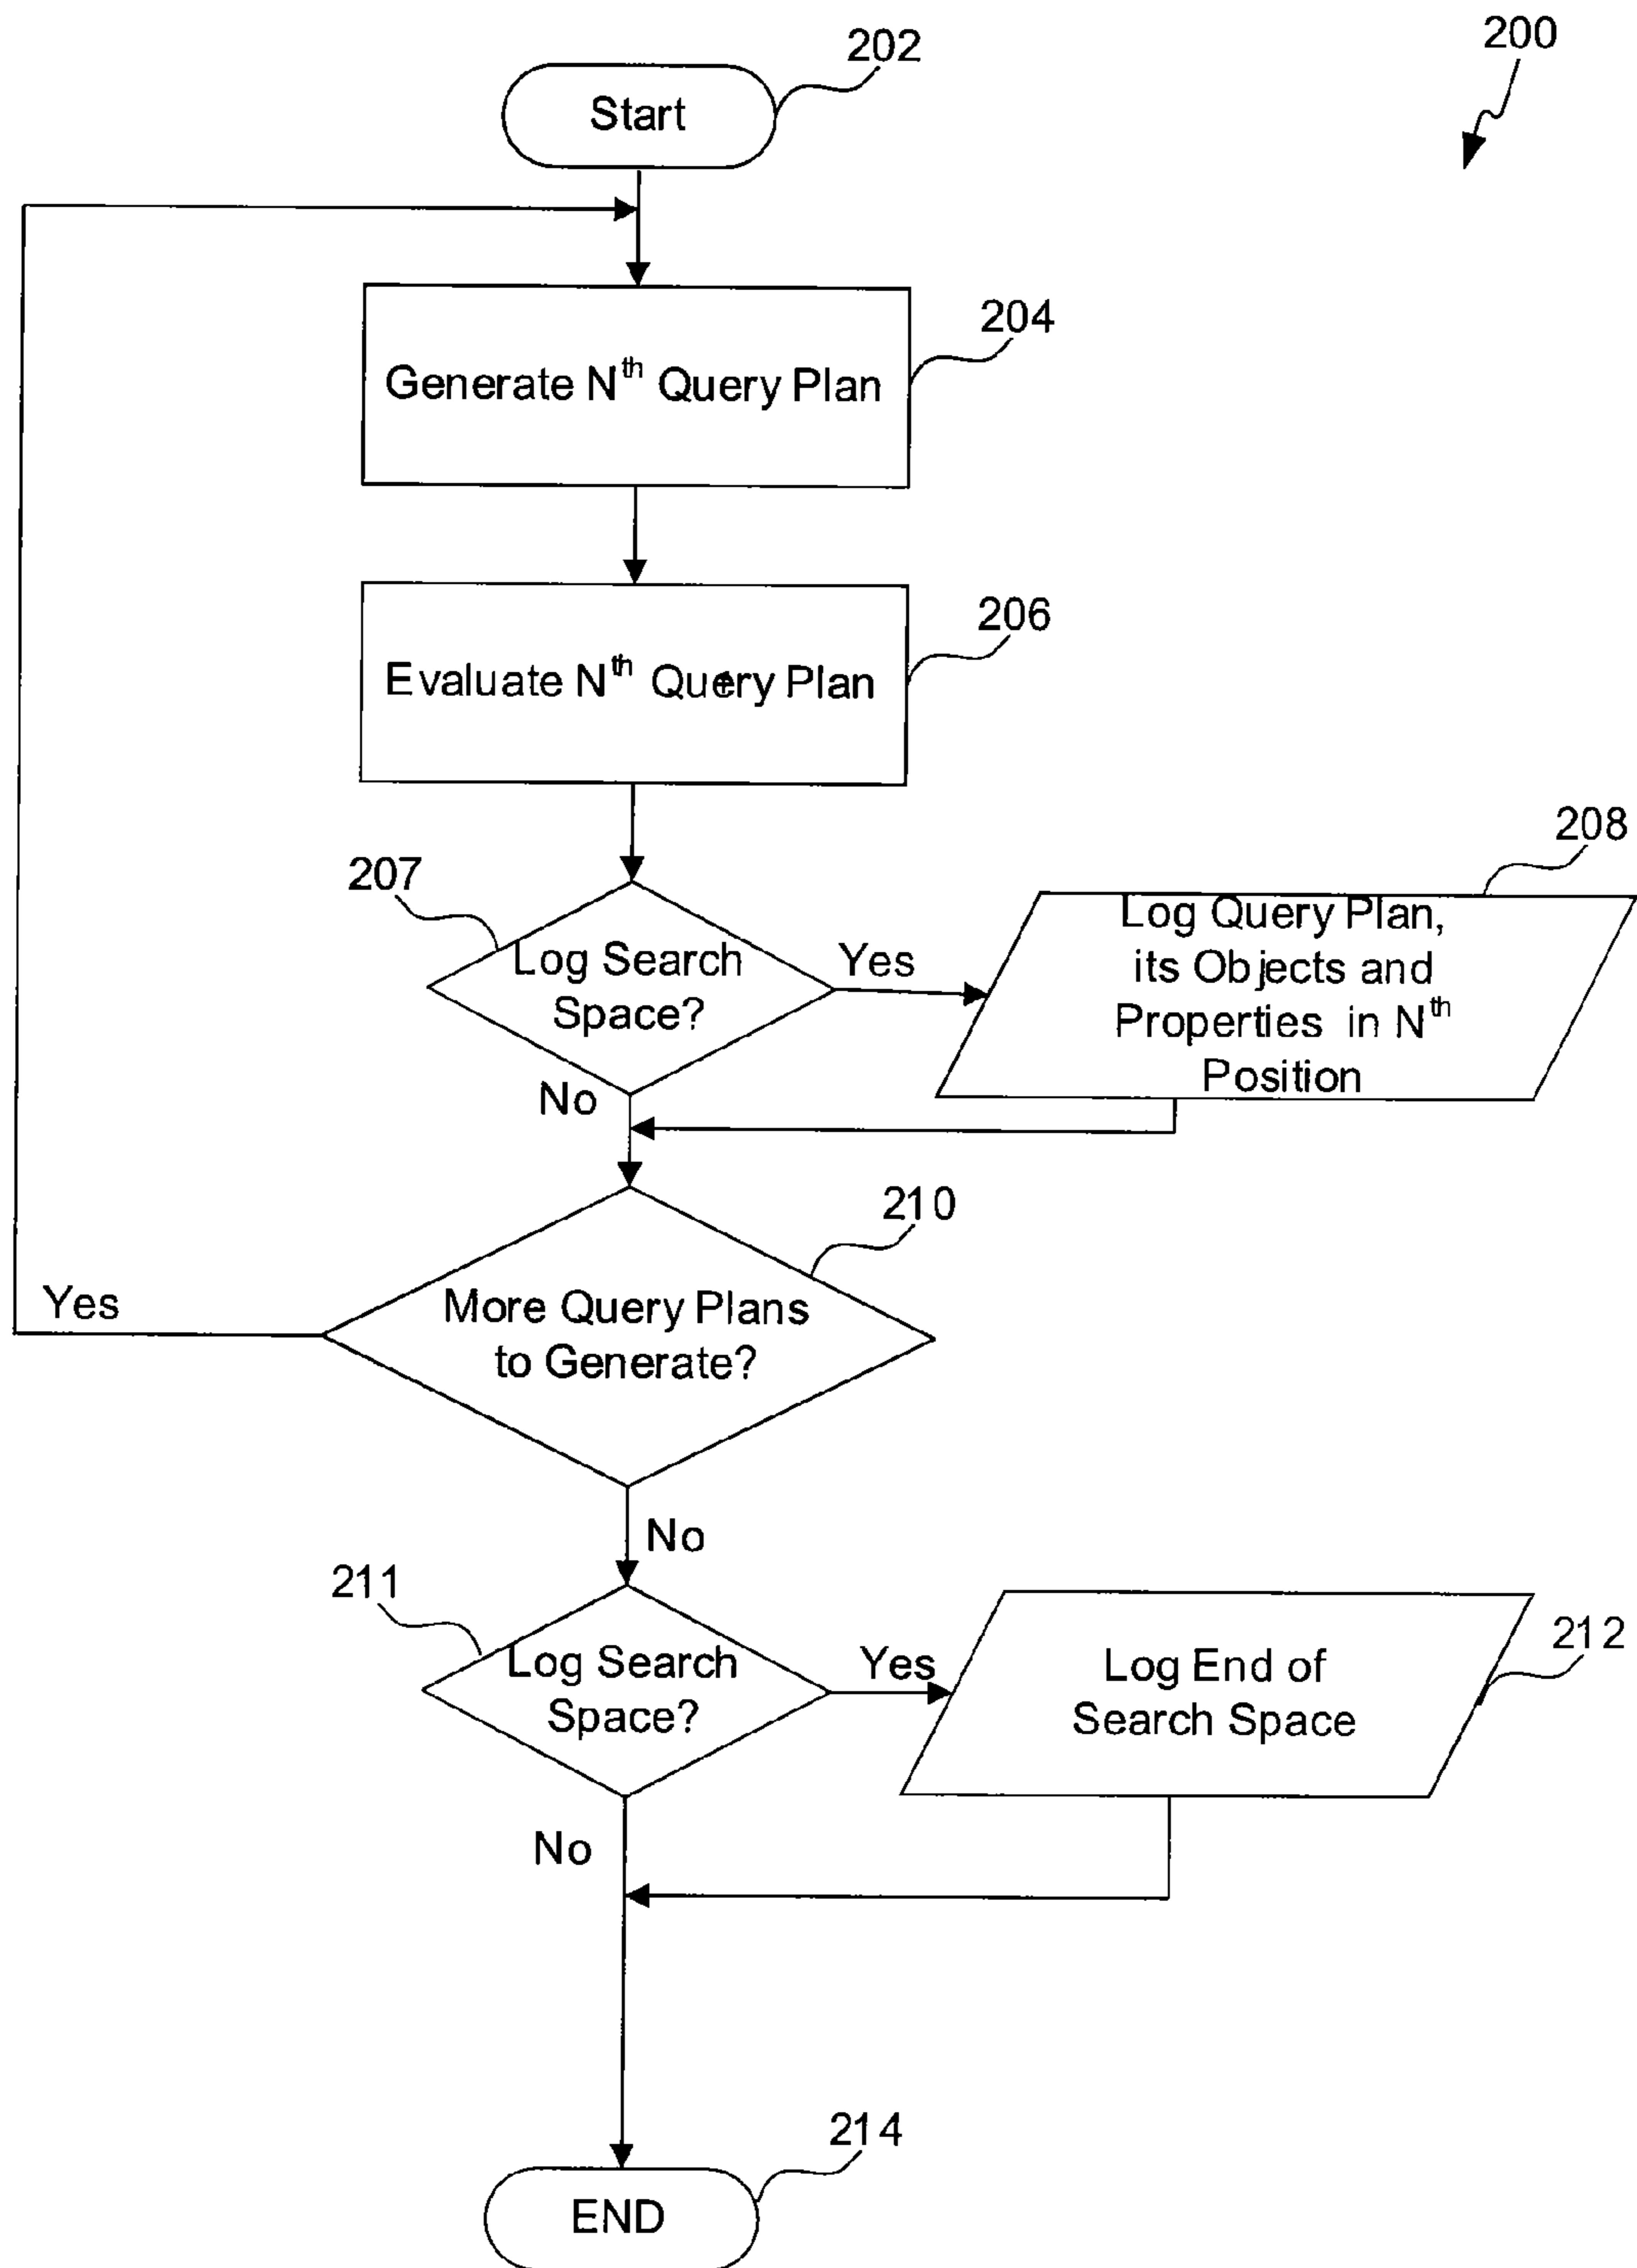 200
202
Start
204
Generate Nth Query Plan
206
Evaluate Nth Query Plan
207
Log Search
Space?
Yes
No
208
Log Query Plan,
its Objects and
Properties in Nth
Position
210
More Query Plans
to Generate?
Yes
No
211
Log Search
Space?
Yes
No
212
Log End of
Search Space
214
END